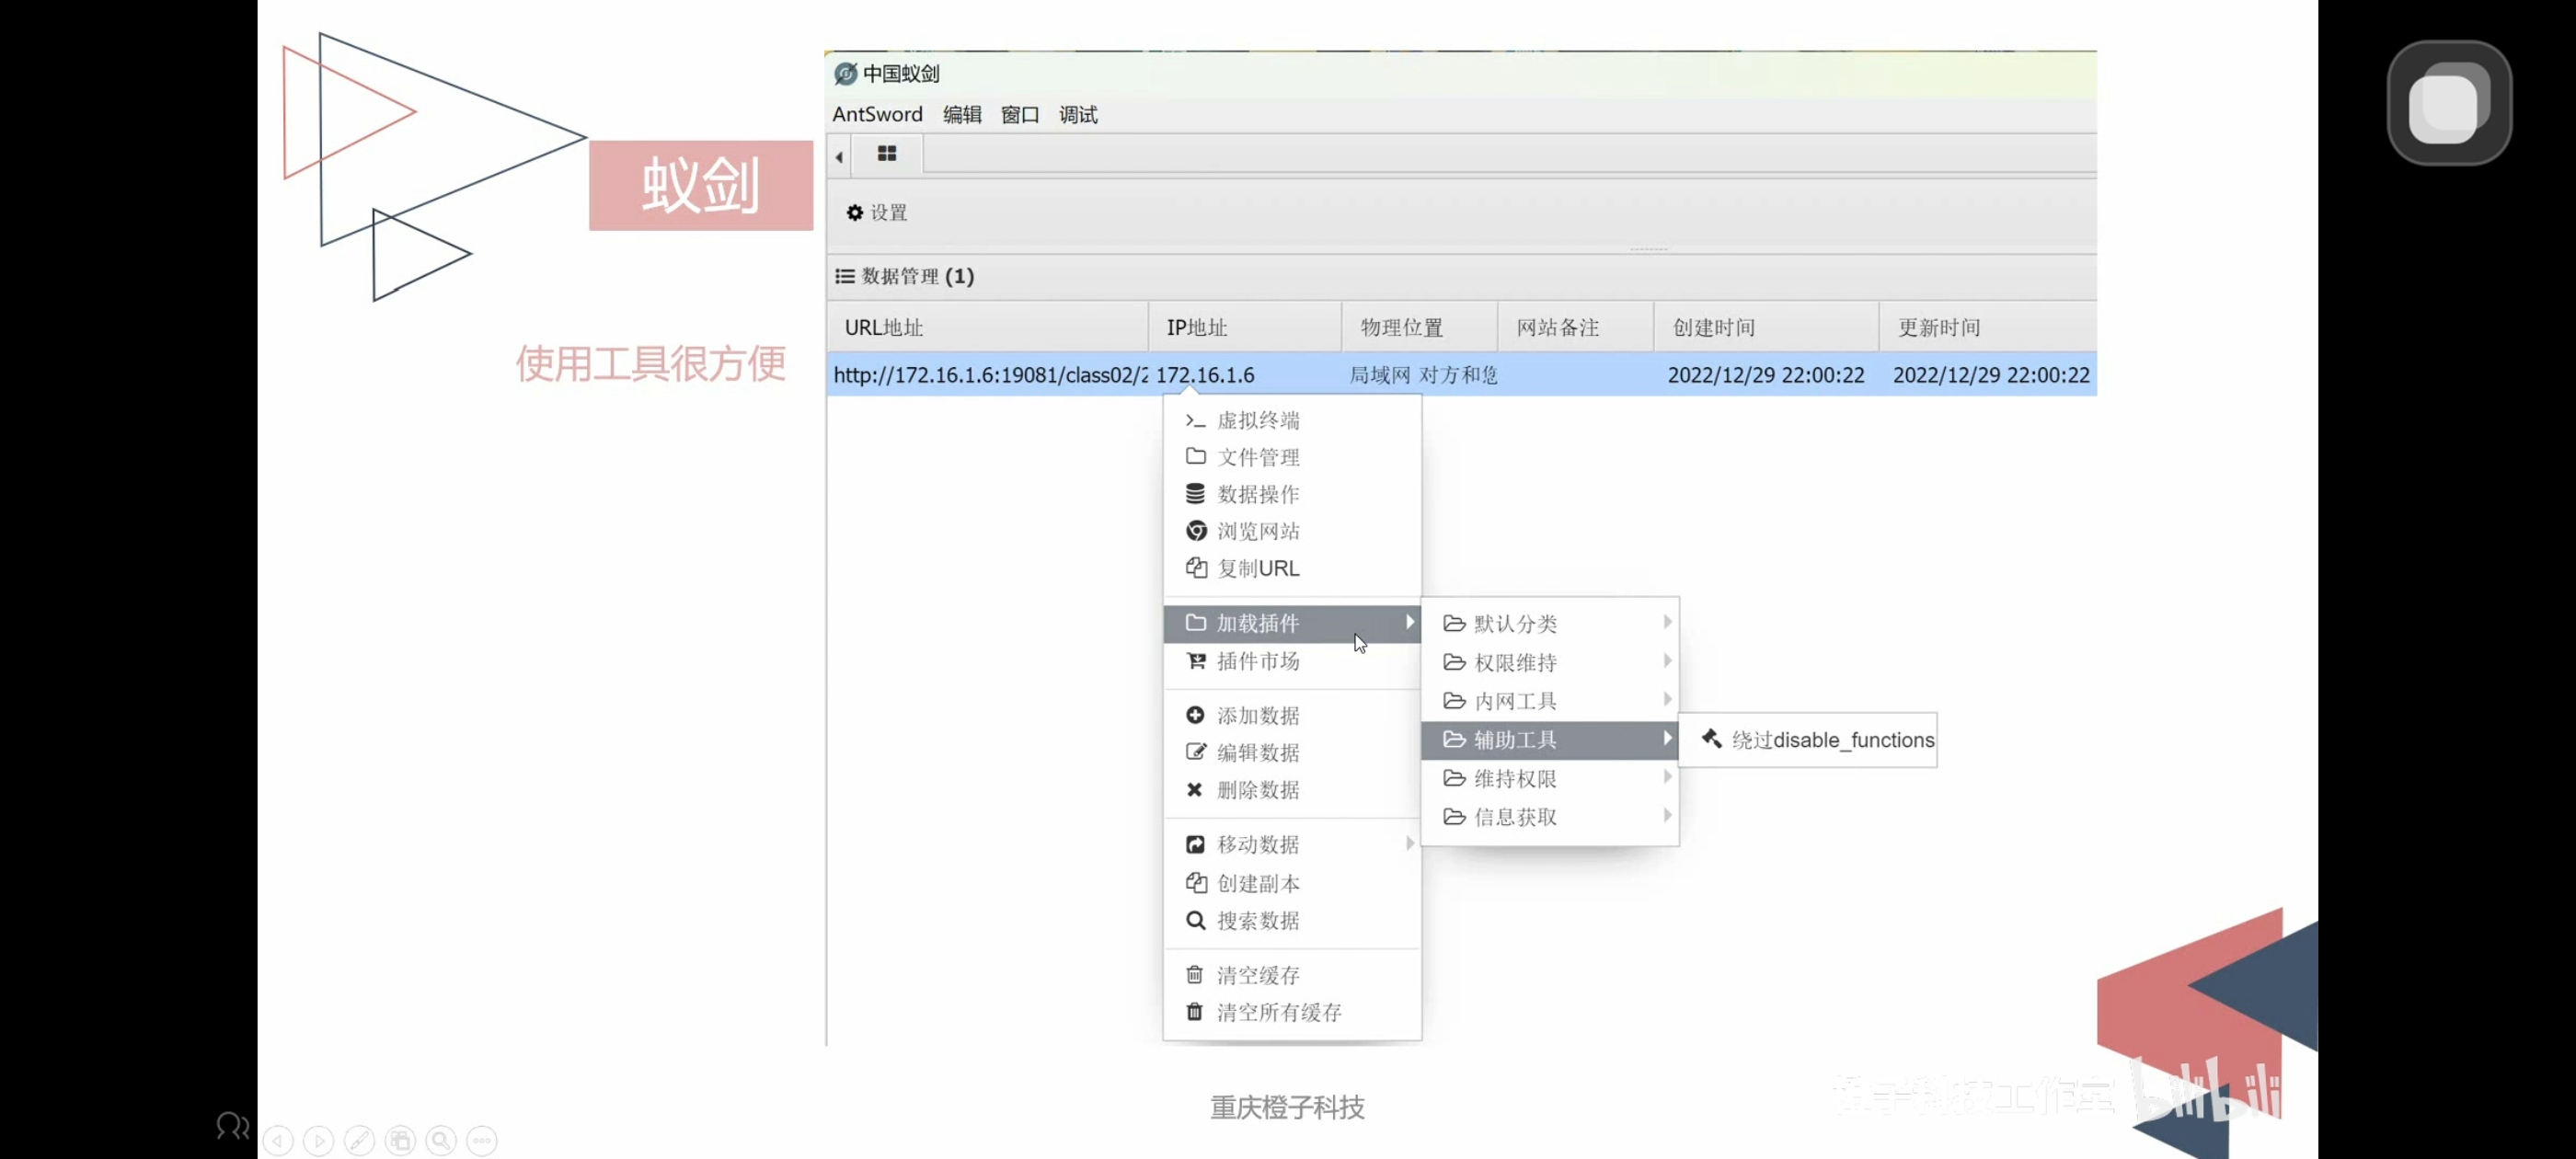 蚁剑
使用工具很方便
中国蚁剑
AntSword 编辑 窗口 调试
设置
数据管理 (1)
URL地址 IP地址 物理位置 网站备注 创建时间 更新时间
http://172.16.1.6:19081/class02/2 172.16.1.6 局域网 对方和您 2022/12/29 22:00:22 2022/12/29 22:00:22
虚拟终端
文件管理
数据操作
浏览网站
复制URL
加载插件
插件市场
添加数据
编辑数据
删除数据
移动数据
创建副本
搜索数据
清空缓存
清空所有缓存
默认分类
权限维持
内网工具
辅助工具
维持权限
信息获取
绕过disable_functions
重庆橙子科技
橙子科技工作室 bilibili